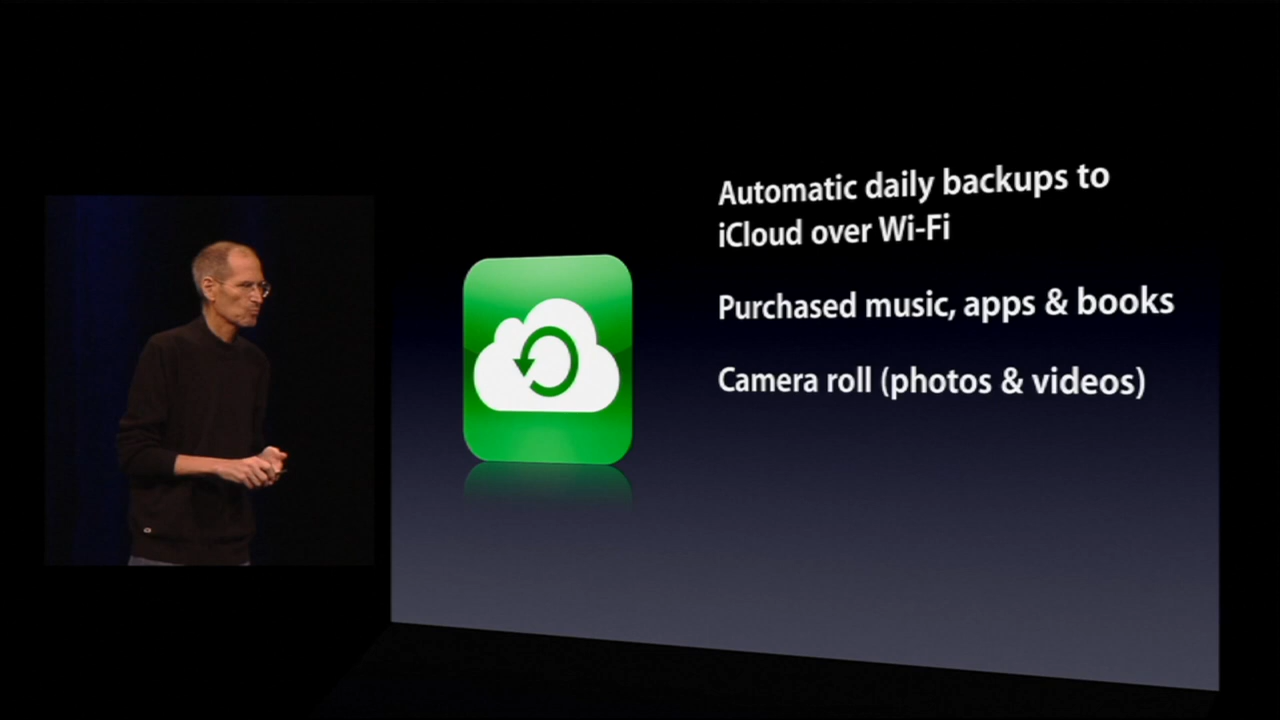 Automatic daily backups to
iCloud over Wi-Fi
Purchased music, apps & books
Camera roll (photos & videos)